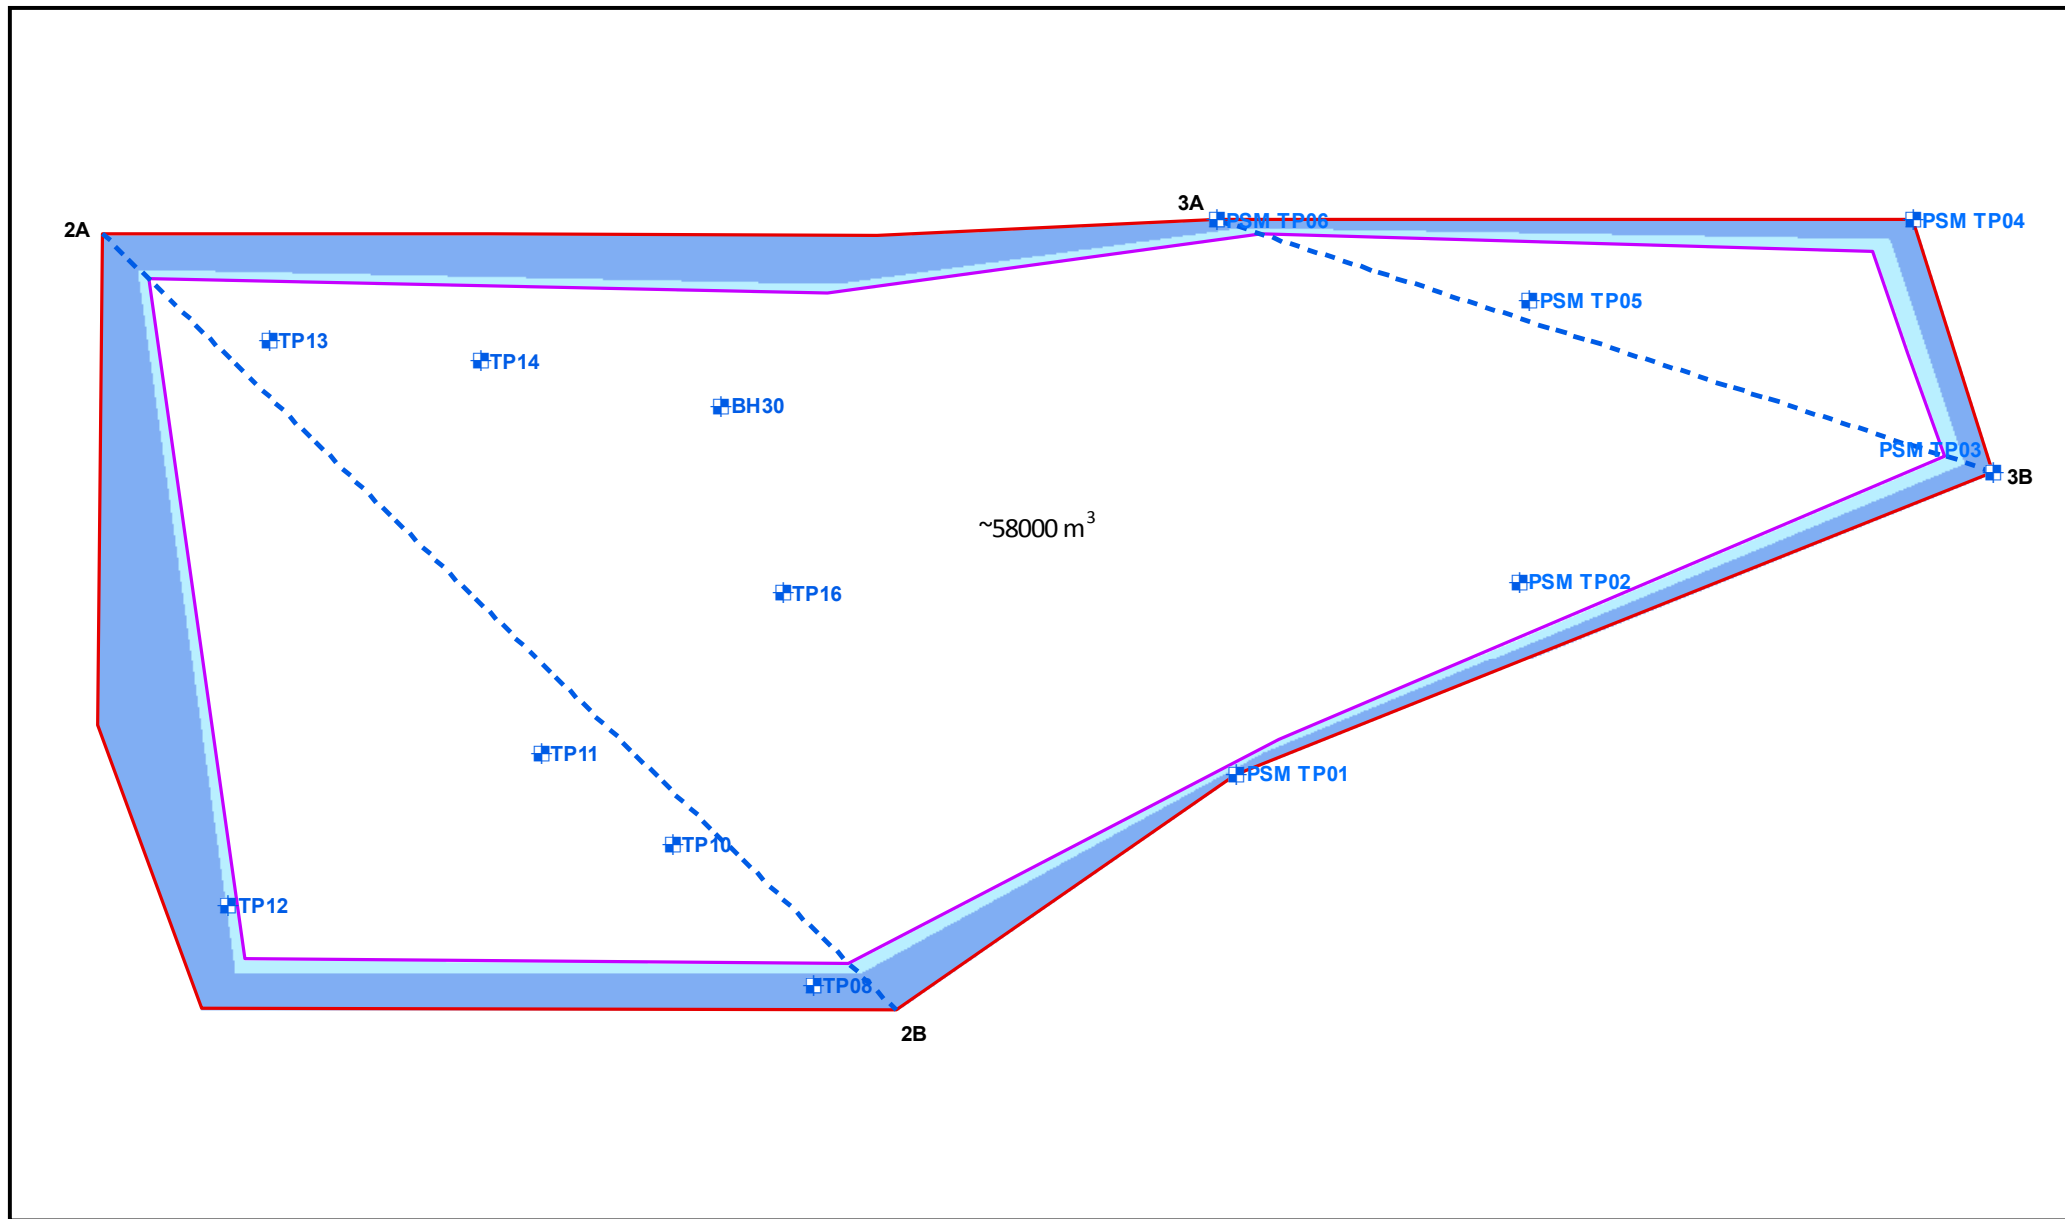 3A
PSM TP06
PSM TP04
2A
PSM TP05
TP13
TP14
BH30
PSM TP03
3B
~58000 m³
PSM TP02
TP16
TP11
PSM TP01
TP10
TP12
TP08
2B